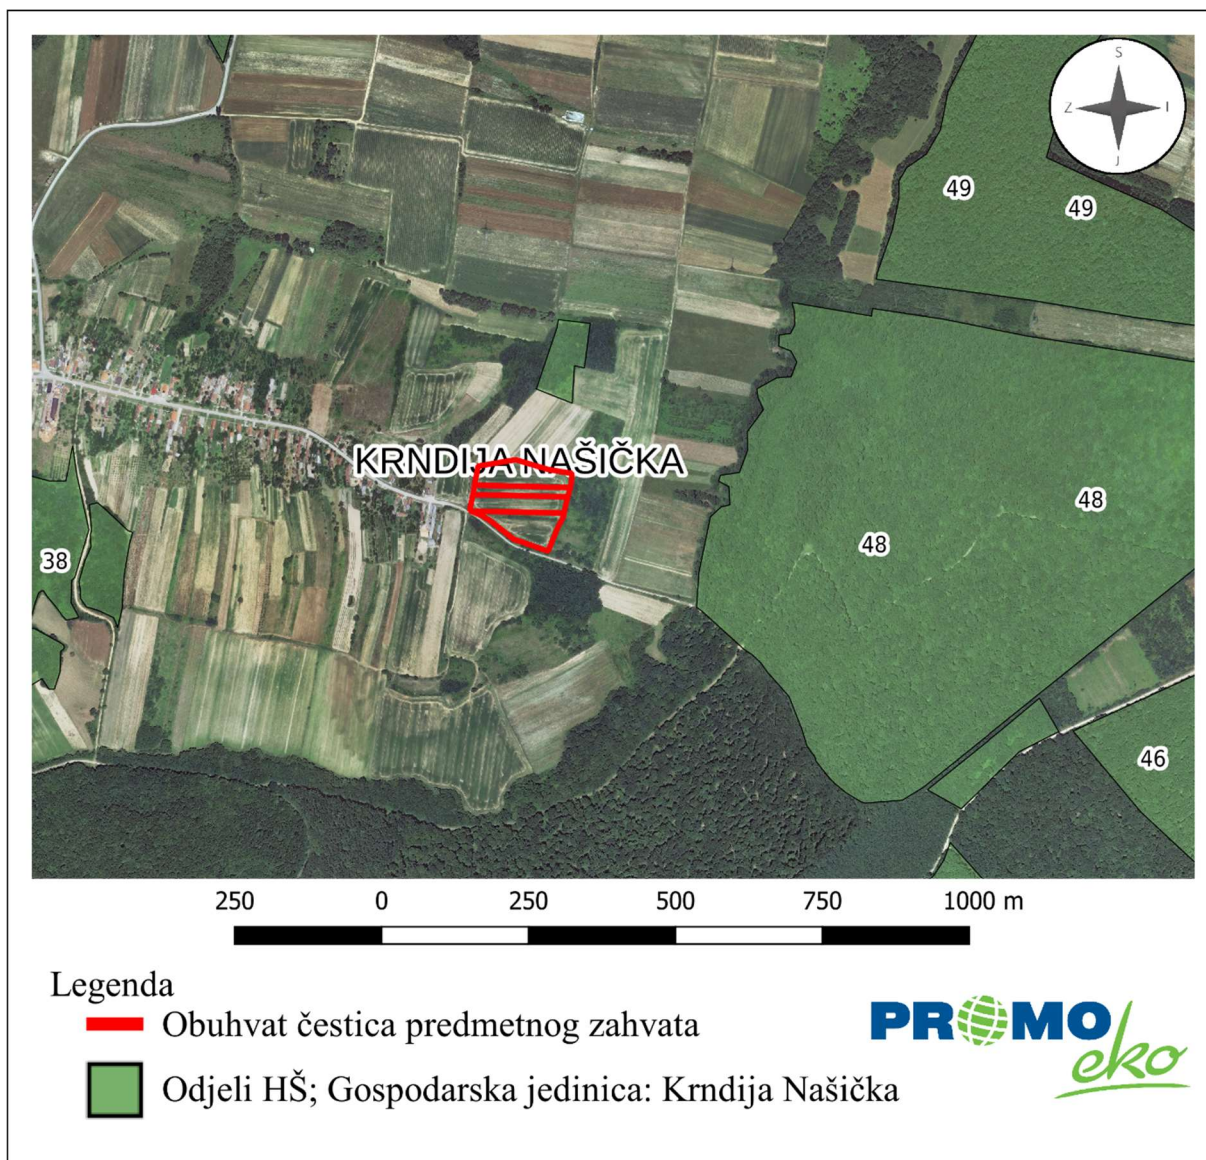 S
Z I
J
49
49
KRNDIJA NAŠIČKA
48
48
38
46
250 0 250 500 750 1000 m
Legenda
Obuhvat čestica predmetnog zahvata
Odjeli HŠ; Gospodarska jedinica: Krndija Našička
PROMO
eko